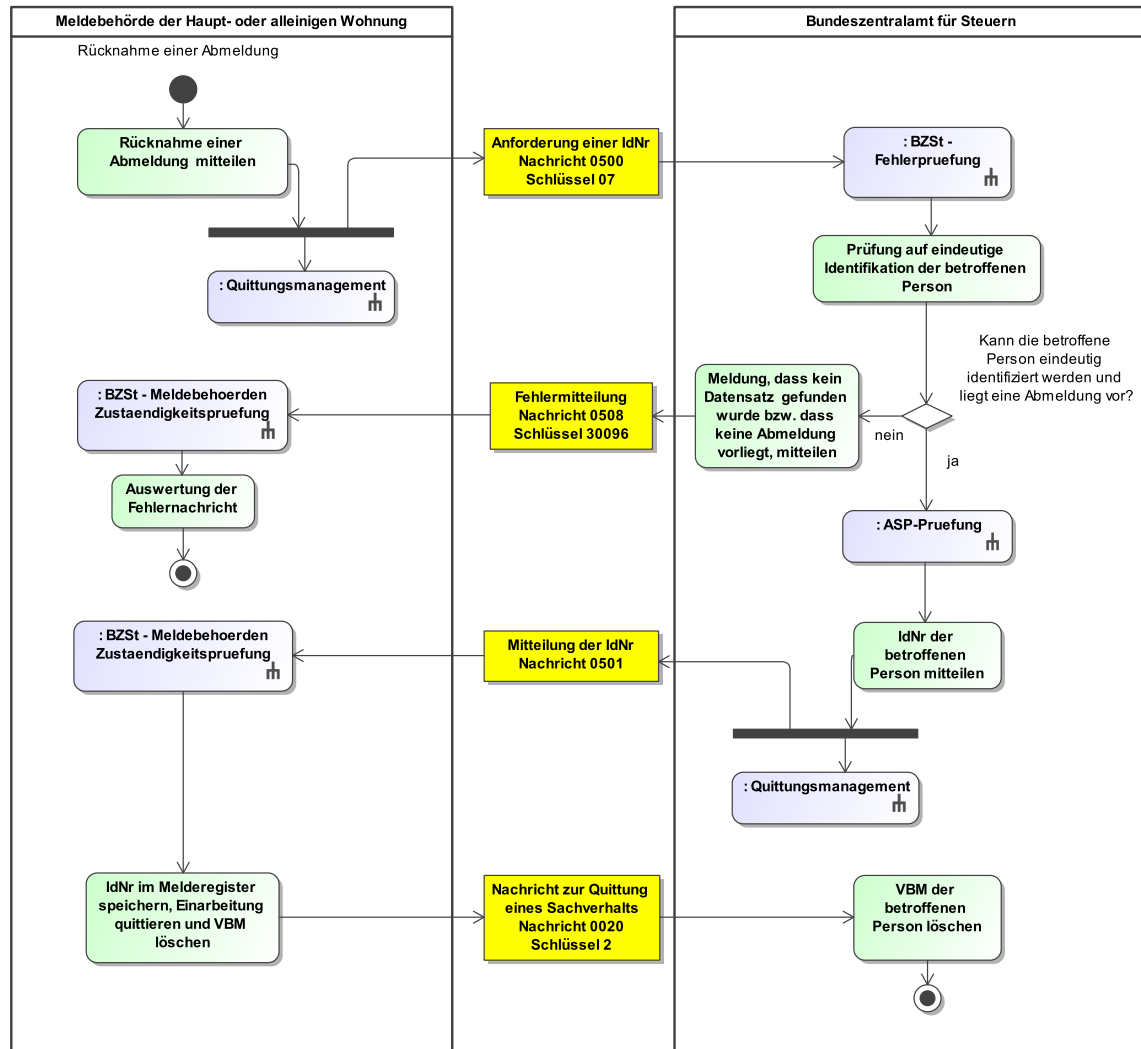 Meldebehörde der Haupt- oder alleinigen Wohnung
Bundeszentralamt für Steuern
Rücknahme einer Abmeldung
Rücknahme einer
Abmeldung mitteilen
Anforderung einer IdNr
Nachricht 0500
Schlüssel 07
: BZSt -
Fehlerpruefung
: Quittungsmanagement
Prüfung auf eindeutige
Identifikation der betroffenen
Person
Kann die betroffene
Person eindeutig
identifiziert werden und
liegt eine Abmeldung vor?
nein
ja
Meldung, dass kein
Datensatz gefunden
wurde bzw. dass
keine Abmeldung
vorliegt, mitteilen
Fehlermitteilung
Nachricht 0508
Schlüssel 30096
: BZSt - Meldebehoerden
Zustaendigkeitspruefung
Auswertung der
Fehlernachricht
: ASP-Pruefung
IdNr der
betroffenen
Person mitteilen
Mitteilung der IdNr
Nachricht 0501
: BZSt - Meldebehoerden
Zustaendigkeitspruefung
: Quittungsmanagement
IdNr im Melderegister
speichern, Einarbeitung
quittieren und VBM
löschen
Nachricht zur Quittung
eines Sachverhalts
Nachricht 0020
Schlüssel 2
VBM der
betroffenen
Person löschen